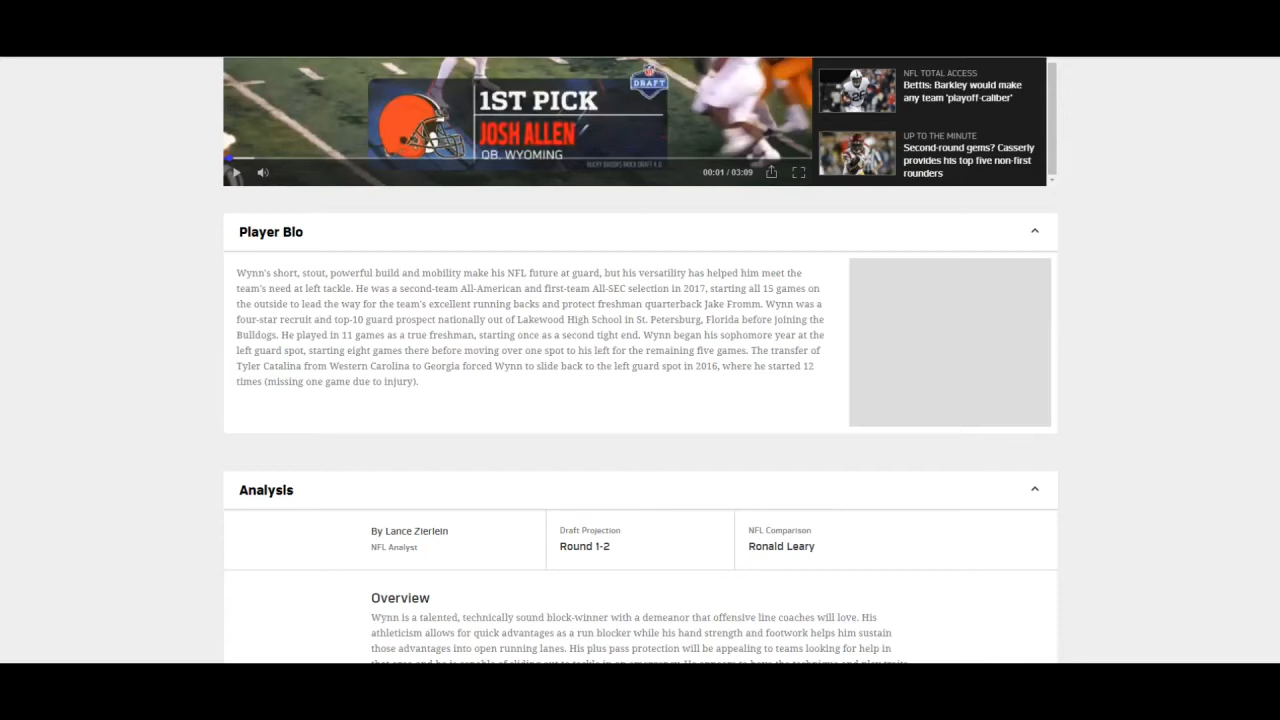 NFL TOTAL ACCESS
Bettis: Barkley would make
any team 'playoff-caliber'
DRAFT
1ST PICK
JOSH ALLEN
QB, WYOMING
BUCKY BROOKS MOCK DRAFT 4.0
UP TO THE MINUTE
Second-round gems? Casserly
provides his top five non-first
rounders
00:01 / 03:09
Player Bio
Wynn's short, stout, powerful build and mobility make his NFL future at guard, but his versatility has helped him meet the
team's need at left tackle. He was a second-team All-American and first-team All-SEC selection in 2017, starting all 15 games on
the outside to lead the way for the team's excellent running backs and protect freshman quarterback Jake Fromm. Wynn was a
four-star recruit and top-10 guard prospect nationally out of Lakewood High School in St. Petersburg, Florida before joining the
Bulldogs. He played in 11 games as a true freshman, starting once as a second tight end. Wynn began his sophomore year at the
left guard spot, starting eight games there before moving over one spot to his left for the remaining five games. The transfer of
Tyler Catalina from Western Carolina to Georgia forced Wynn to slide back to the left guard spot in 2016, where he started 12
times (missing one game due to injury).
Analysis
By Lance Zierlein
NFL Analyst
Draft Projection
Round 1-2
NFL Comparison
Ronald Leary
Overview
Wynn is a talented, technically sound block-winner with a demeanor that offensive line coaches will love. His
athleticism allows for quick advantages as a run blocker while his hand strength and footwork helps him sustain
those advantages into open running lanes. His plus pass protection will be appealing to teams looking for help in